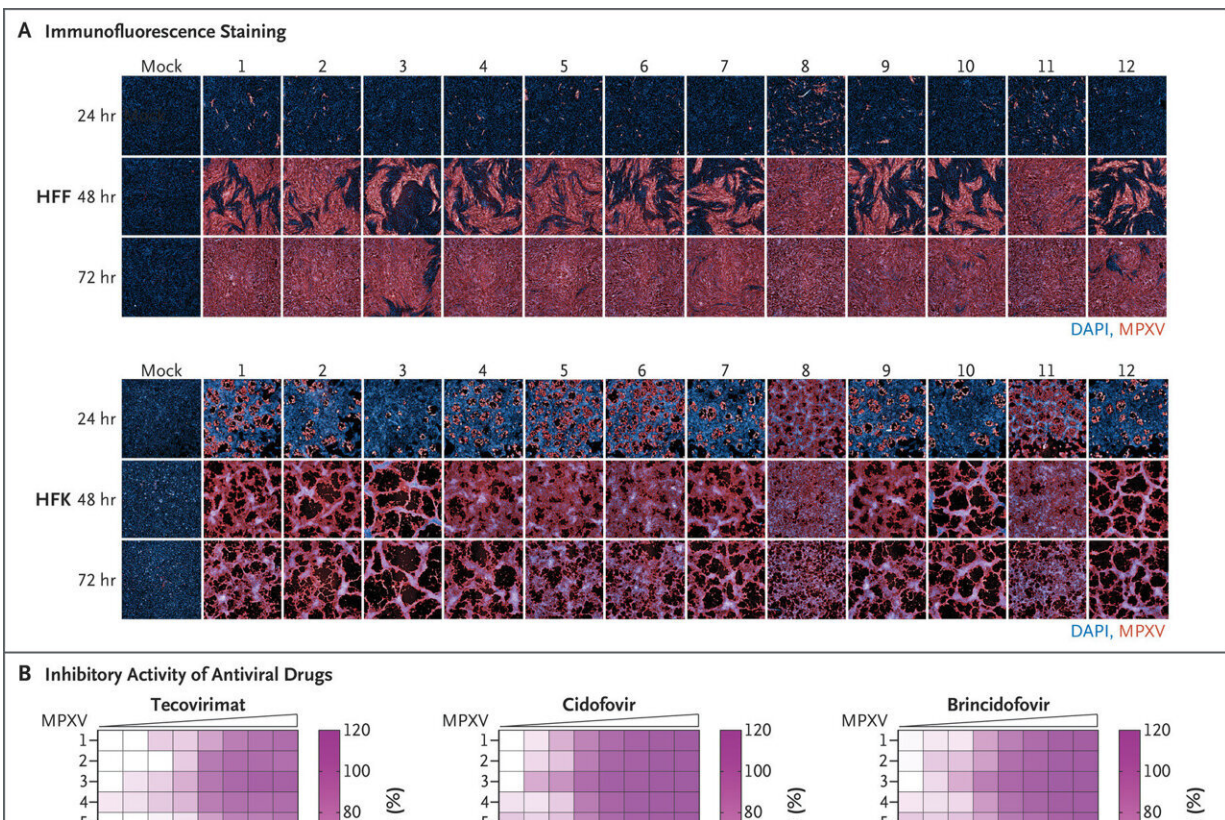 A Immunofluorescence Staining
Mock 1 2 3 4 5 6 7 8 9 10 11 12
24 hr
HFF 48 hr
72 hr
DAPI, MPXV
Mock 1 2 3 4 5 6 7 8 9 10 11 12
24 hr
HFK 48 hr
72 hr
DAPI, MPXV
B Inhibitory Activity of Antiviral Drugs
Tecovirimat Cidofovir Brincidofovir
MPXV MPXV MPXV
1 120 1 120 1 120
2 2 2
3 100 (%) 3 100 (%) 3 100 (%)
4 80 4 80 4 80